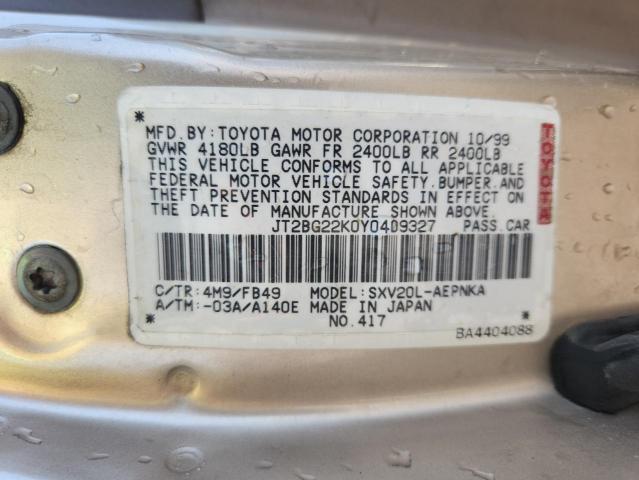 *
MFD.BY:TOYOTA MOTOR CORPORATION 10/99
GVWR 4180LB GAWR FR 2400LB RR 2400LB
THIS VEHICLE CONFORMS TO ALL APPLICABLE
FEDERAL MOTOR VEHICLE SAFETY.BUMPER.AND
THEFT PREVENTION STANDARDS IN EFFECT ON
THE DATE OF MANUFACTURE SHOWN ABOVE.
JT2BG22K0Y0409327 PASS.CAR
TOYOTA
C/TR:4M9/FB49 MODEL:SXV20L-AEPNKA
A/TM:-03A/A140E MADE IN JAPAN
* NO.417 *
BA4404088